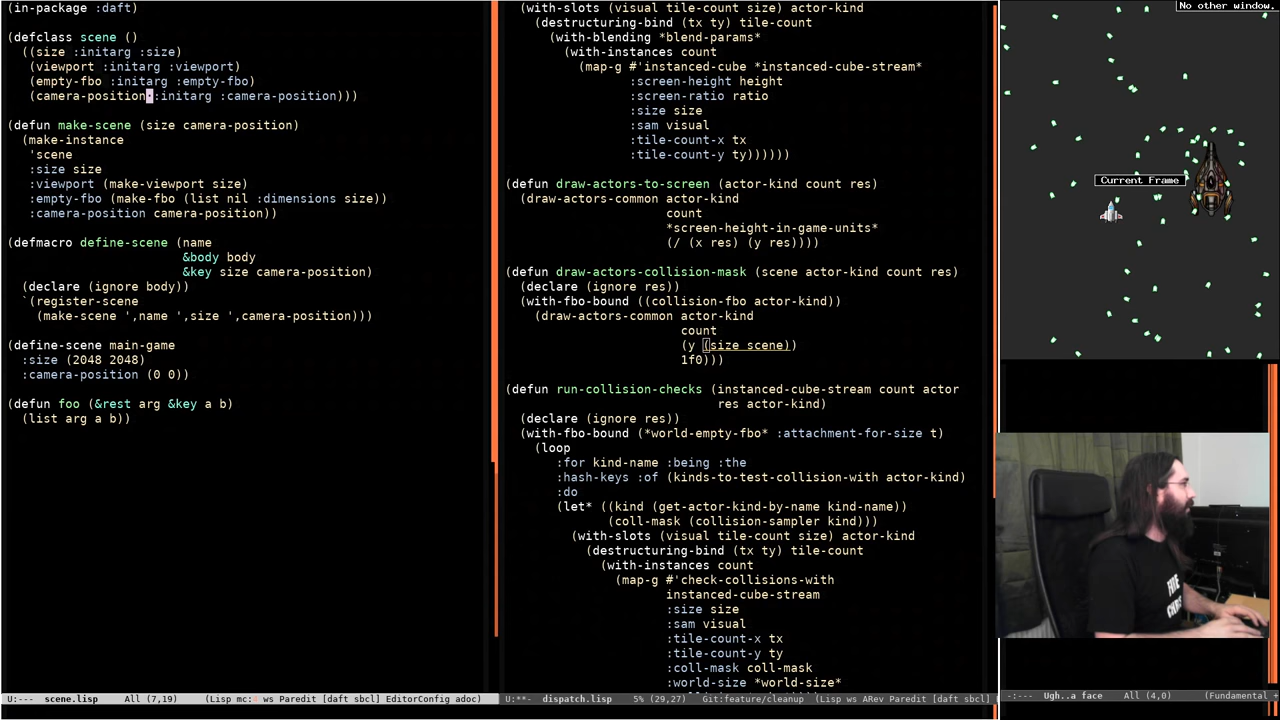 (in-package :daft)
(defclass scene ()
((size :initarg :size)
(viewport :initarg :viewport)
(empty-fbo :initarg :empty-fbo)
(camera-position :initarg :camera-position)))
(defun make-scene (size camera-position)
(make-instance
'scene
:size size
:viewport (make-viewport size)
:empty-fbo (make-fbo (list nil :dimensions size))
:camera-position camera-position))
(defmacro define-scene (name
&body body
&key size camera-position)
(declare (ignore body))
`(register-scene
(make-scene ',name ',size ',camera-position)))
(define-scene main-game
:size (2048 2048)
:camera-position (0 0))
(defun foo (&rest arg &key a b)
(list arg a b))
U:--- scene.lisp All (7,19) (Lisp mc: ws Paredit [daft sbcl] EditorConfig adoc)
(with-slots (visual tile-count size) actor-kind
(destructuring-bind (tx ty) tile-count
(with-blending *blend-params*
(with-instances count
(map-g #'instanced-cube *instanced-cube-stream*
:screen-height height
:screen-ratio ratio
:size size
:sam visual
:tile-count-x tx
:tile-count-y ty))))))
(defun draw-actors-to-screen (actor-kind count res)
(draw-actors-common actor-kind
count
*screen-height-in-game-units*
(/ (x res) (y res))))
(defun draw-actors-collision-mask (scene actor-kind count res)
(declare (ignore res))
(with-fbo-bound ((collision-fbo actor-kind))
(draw-actors-common actor-kind
count
(y (size scene))
1f0)))
(defun run-collision-checks (instanced-cube-stream count actor
res actor-kind)
(declare (ignore res))
(with-fbo-bound (*world-empty-fbo* :attachment-for-size t)
(loop
:for kind-name :being :the
:hash-keys :of (kinds-to-test-collision-with actor-kind)
:do
(let* ((kind (get-actor-kind-by-name kind-name))
(coll-mask (collision-sampler kind)))
(with-slots (visual tile-count size) actor-kind
(destructuring-bind (tx ty) tile-count
(with-instances count
(map-g #'check-collisions-with
instanced-cube-stream
:size size
:sam visual
:tile-count-x tx
:tile-count-y ty
:coll-mask coll-mask
:world-size *world-size*
U:**- dispatch.lisp 5% (29,27) Git:feature/cleanup (Lisp ws ARev Paredit [daft sbcl]
No other window.
Current Frame
-:--- Ugh..a face All (4,0) (Fundamental +